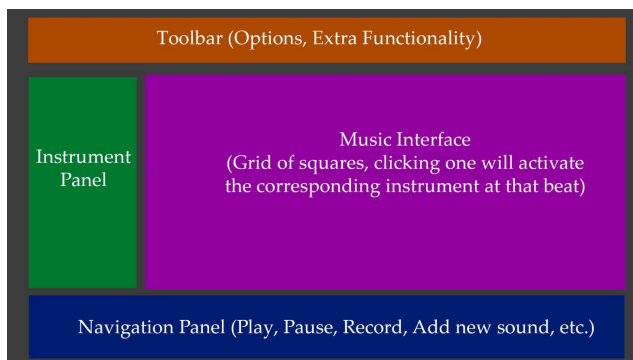 Toolbar (Options, Extra Functionality)
Instrument
Panel
Music Interface
(Grid of squares, clicking one will activate
the corresponding instrument at that beat)
Navigation Panel (Play, Pause, Record, Add new sound, etc.)